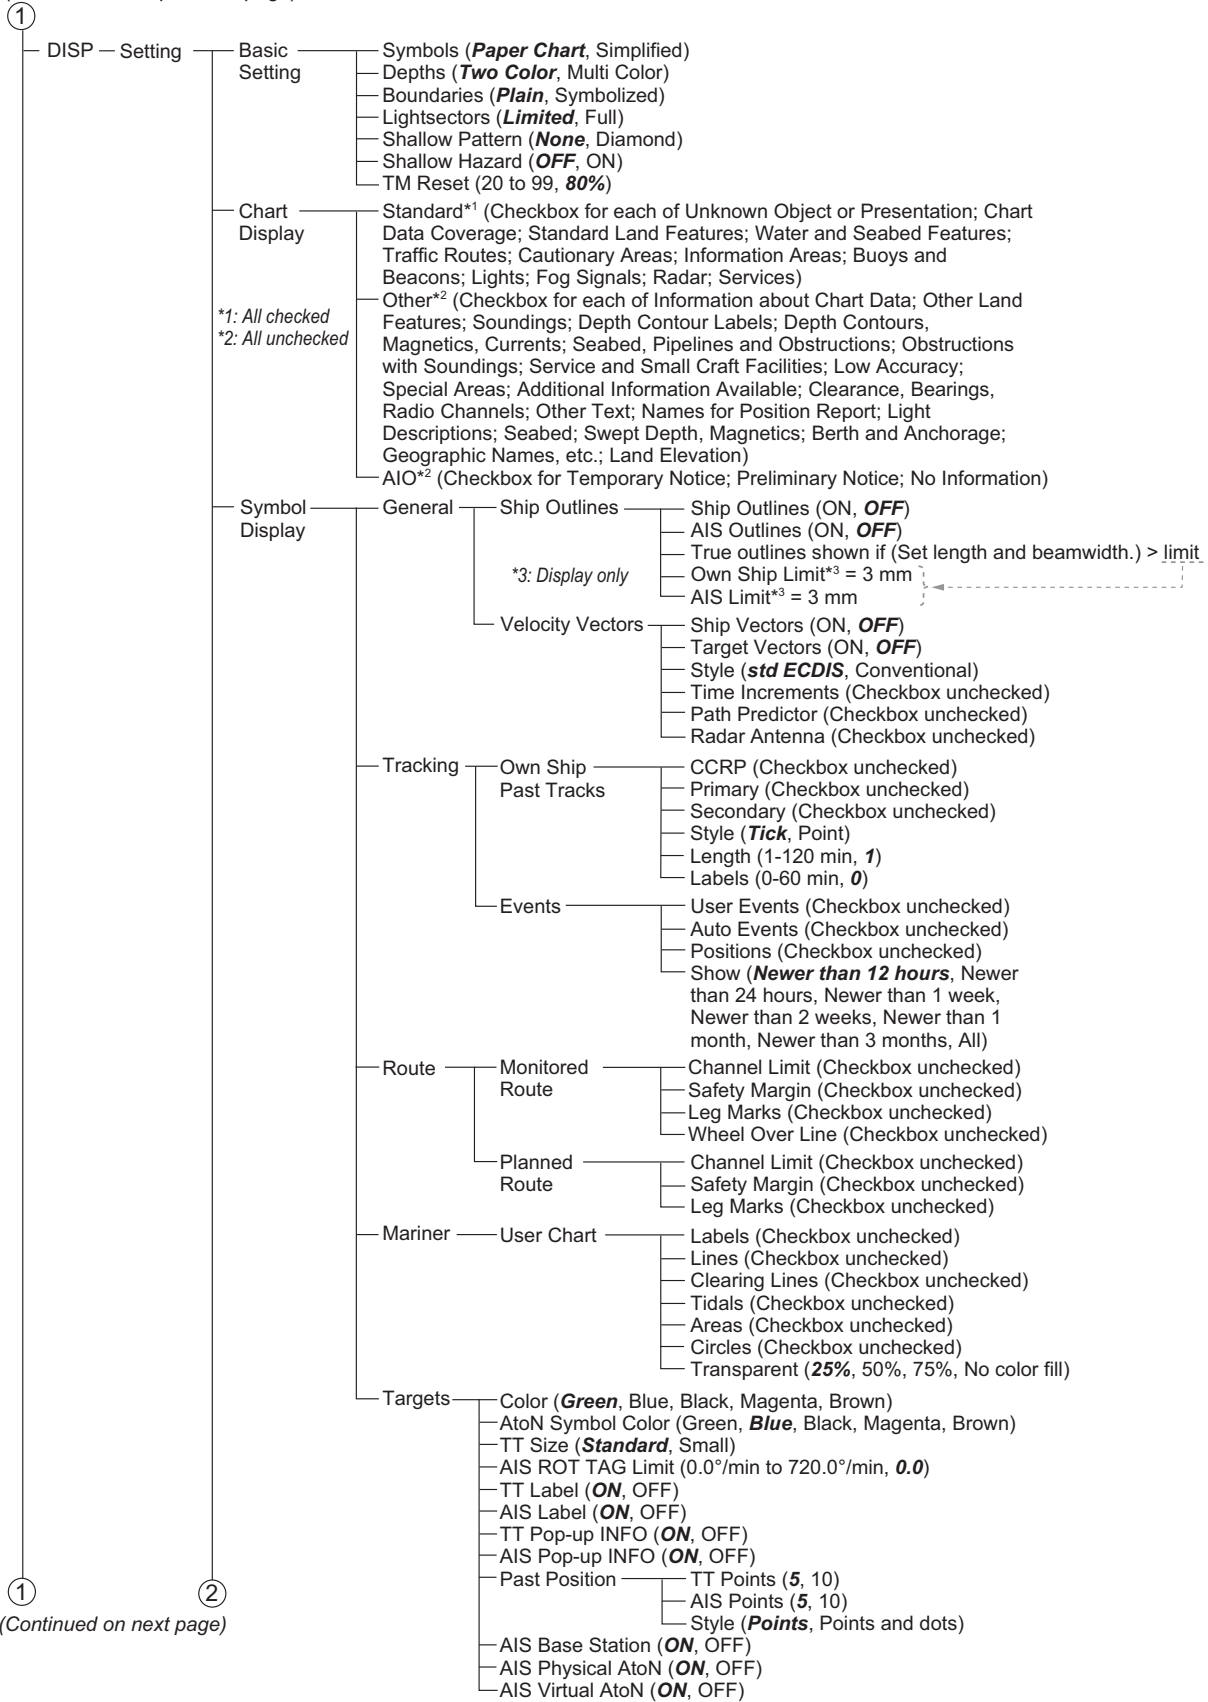 1
DISP Setting Basic Setting
Symbols (Paper Chart, Simplified)
Depths (Two Color, Multi Color)
Boundaries (Plain, Symbolized)
Lightsectors (Limited, Full)
Shallow Pattern (None, Diamond)
Shallow Hazard (OFF, ON)
TM Reset (20 to 99, 80%)
Chart
Display
*1: All checked
*2: All unchecked
Standard*1 (Checkbox for each of Unknown Object or Presentation; Chart
Data Coverage; Standard Land Features; Water and Seabed Features;
Traffic Routes; Cautionary Areas; Information Areas; Buoys and
Beacons; Lights; Fog Signals; Radar; Services)
Other*2 (Checkbox for each of Information about Chart Data; Other Land
Features; Soundings; Depth Contour Labels; Depth Contours,
Magnetics, Currents; Seabed, Pipelines and Obstructions; Obstructions
with Soundings; Service and Small Craft Facilities; Low Accuracy;
Special Areas; Additional Information Available; Clearance, Bearings,
Radio Channels; Other Text; Names for Position Report; Light
Descriptions; Seabed; Swept Depth, Magnetics; Berth and Anchorage;
Geographic Names, etc.; Land Elevation)
AIO*2 (Checkbox for Temporary Notice; Preliminary Notice; No Information)
Symbol
Display
General
Ship Outlines
*3: Display only
Ship Outlines (ON, OFF)
AIS Outlines (ON, OFF)
True outlines shown if (Set length and beamwidth.) > limit
Own Ship Limit*3 = 3 mm
AIS Limit*3 = 3 mm
Velocity Vectors
Ship Vectors (ON, OFF)
Target Vectors (ON, OFF)
Style (std ECDIS, Conventional)
Time Increments (Checkbox unchecked)
Path Predictor (Checkbox unchecked)
Radar Antenna (Checkbox unchecked)
Tracking
Own Ship
Past Tracks
CCRP (Checkbox unchecked)
Primary (Checkbox unchecked)
Secondary (Checkbox unchecked)
Style (Tick, Point)
Length (1-120 min, 1)
Labels (0-60 min, 0)
Events
User Events (Checkbox unchecked)
Auto Events (Checkbox unchecked)
Positions (Checkbox unchecked)
Show (Newer than 12 hours, Newer
than 24 hours, Newer than 1 week,
Newer than 2 weeks, Newer than 1
month, Newer than 3 months, All)
Route
Monitored
Route
Channel Limit (Checkbox unchecked)
Safety Margin (Checkbox unchecked)
Leg Marks (Checkbox unchecked)
Wheel Over Line (Checkbox unchecked)
Planned
Route
Channel Limit (Checkbox unchecked)
Safety Margin (Checkbox unchecked)
Leg Marks (Checkbox unchecked)
Mariner
User Chart
Labels (Checkbox unchecked)
Lines (Checkbox unchecked)
Clearing Lines (Checkbox unchecked)
Tidals (Checkbox unchecked)
Areas (Checkbox unchecked)
Circles (Checkbox unchecked)
Transparent (25%, 50%, 75%, No color fill)
Targets
Color (Green, Blue, Black, Magenta, Brown)
AtoN Symbol Color (Green, Blue, Black, Magenta, Brown)
TT Size (Standard, Small)
AIS ROT TAG Limit (0.0°/min to 720.0°/min, 0.0)
TT Label (ON, OFF)
AIS Label (ON, OFF)
TT Pop-up INFO (ON, OFF)
AIS Pop-up INFO (ON, OFF)
Past Position
TT Points (5, 10)
AIS Points (5, 10)
Style (Points, Points and dots)
AIS Base Station (ON, OFF)
AIS Physical AtoN (ON, OFF)
AIS Virtual AtoN (ON, OFF)
1
2
(Continued on next page)